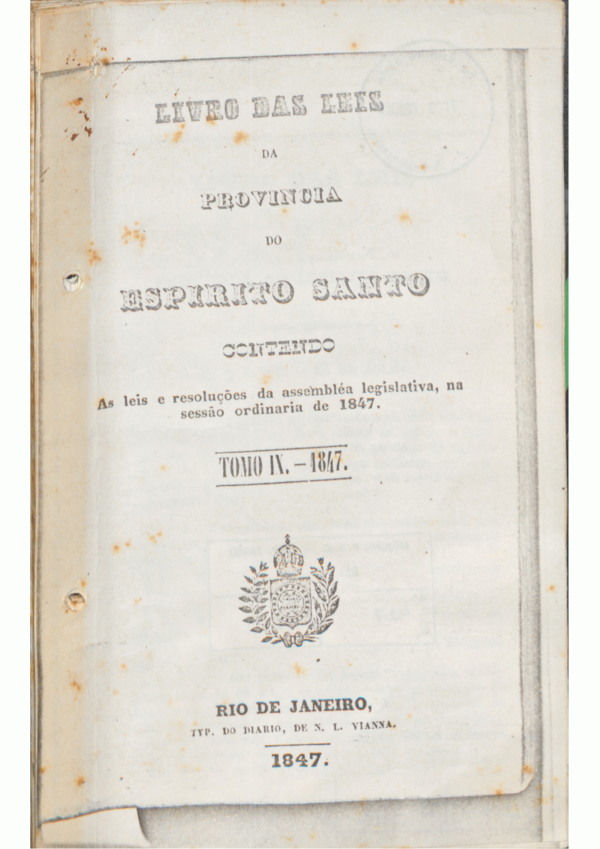 LIVRO DAS LEIS
DA
PROVINCIA
DO
ESPIRITO SANTO
CONTENDO
As leis e resoluções da assembléa legislativa, na
sessão ordinaria de 1847.
TOMO IX. — 1847.
RIO DE JANEIRO,
TYP. DO DIARIO, DE N. L. VIANNA.
1847.